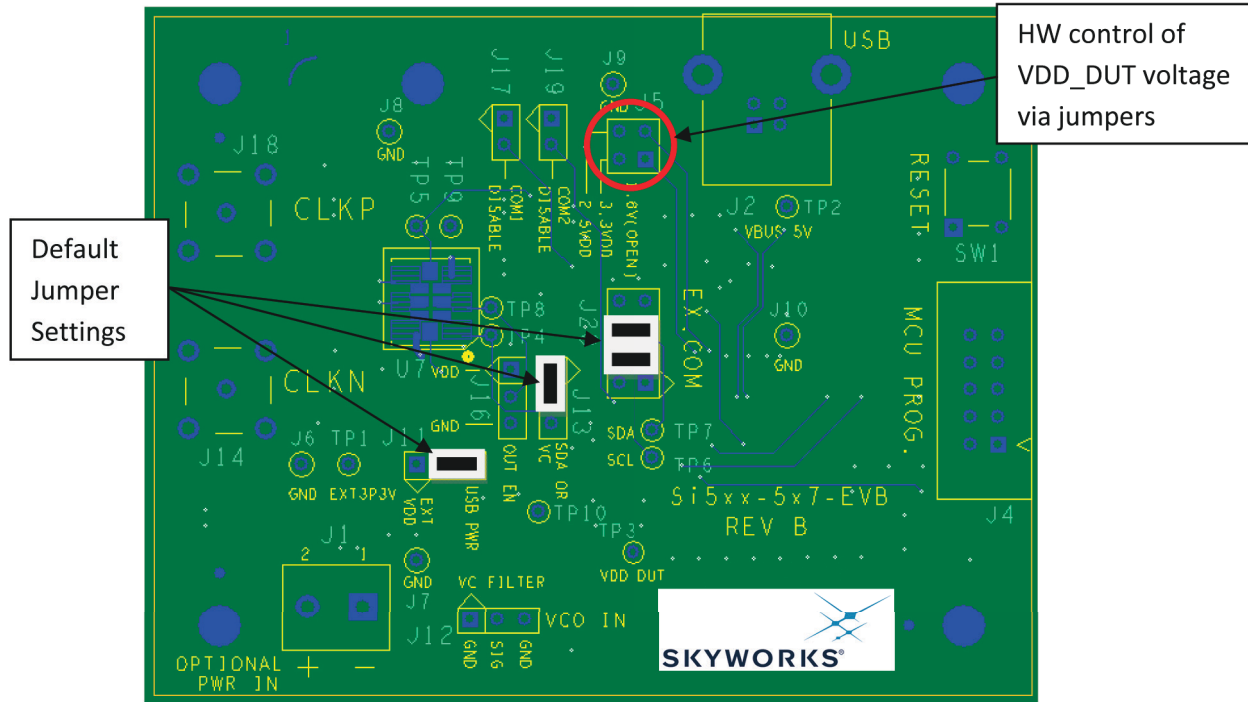 HW control of
VDD_DUT voltage
via jumpers
Default
Jumper
Settings
USB
J17
J19
J9
GND
J5
J8
GND
J18
CLKP
TP5
TP9
COM1
DISABLE
COM2
DISABLE
2.5VDD
3.3VDD
1.8V(OPEN)
J2
TP2
VBUS 5V
RESET
SW1
TP8
TP4
U7
VDD
GND
J16
OUT EN
J13
SDA OR
VC
EX.COM
J10
GND
MCU PROG.
J4
CLKN
J14
SDA
TP7
SCL
TP6
J6
GND
TP1
EXT3P3V
J11
EXT
VDD
USB PWR
TP10
Si5xx-5x7-EVB
REV B
TP3
VDD DUT
J1
2 1
GND
J7
VC FILTER
J12
VCO IN
GND
SIG
GND
OPTIONAL
PWR IN
+ −
SKYWORKS®